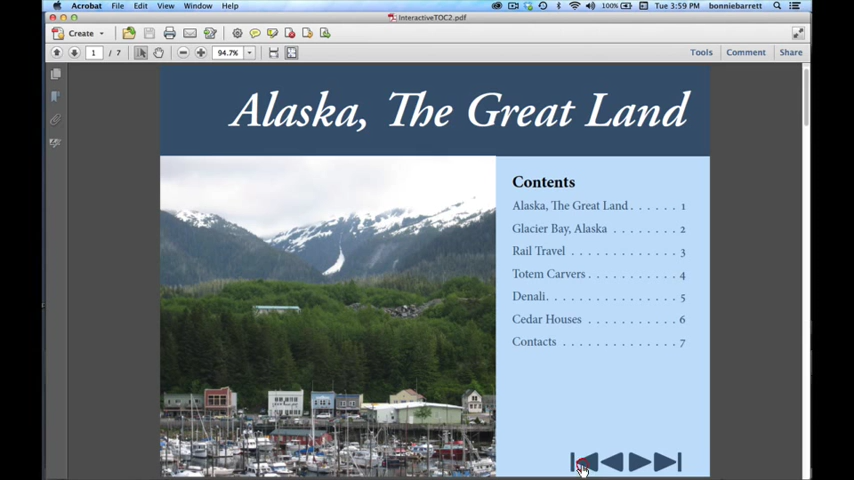 Acrobat File Edit View Window Help 100% Tue 3:59 PM bonniebarrett
InteractiveTOC2.pdf
Create
1 / 7 94.7% Tools Comment Share
Alaska, The Great Land
Contents
Alaska, The Great Land . . . . . . 1
Glacier Bay, Alaska . . . . . . . . 2
Rail Travel . . . . . . . . . . . . 3
Totem Carvers . . . . . . . . . . 4
Denali . . . . . . . . . . . . . . 5
Cedar Houses . . . . . . . . . . . 6
Contacts . . . . . . . . . . . . . 7